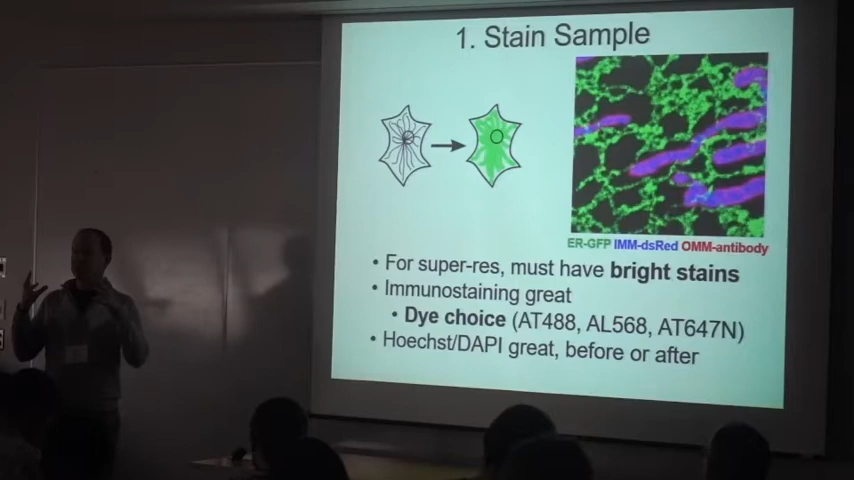 1. Stain Sample
ER-GFP IMM-dsRed OMM-antibody
• For super-res, must have bright stains
• Immunostaining great
• Dye choice (AT488, AL568, AT647N)
• Hoechst/DAPI great, before or after